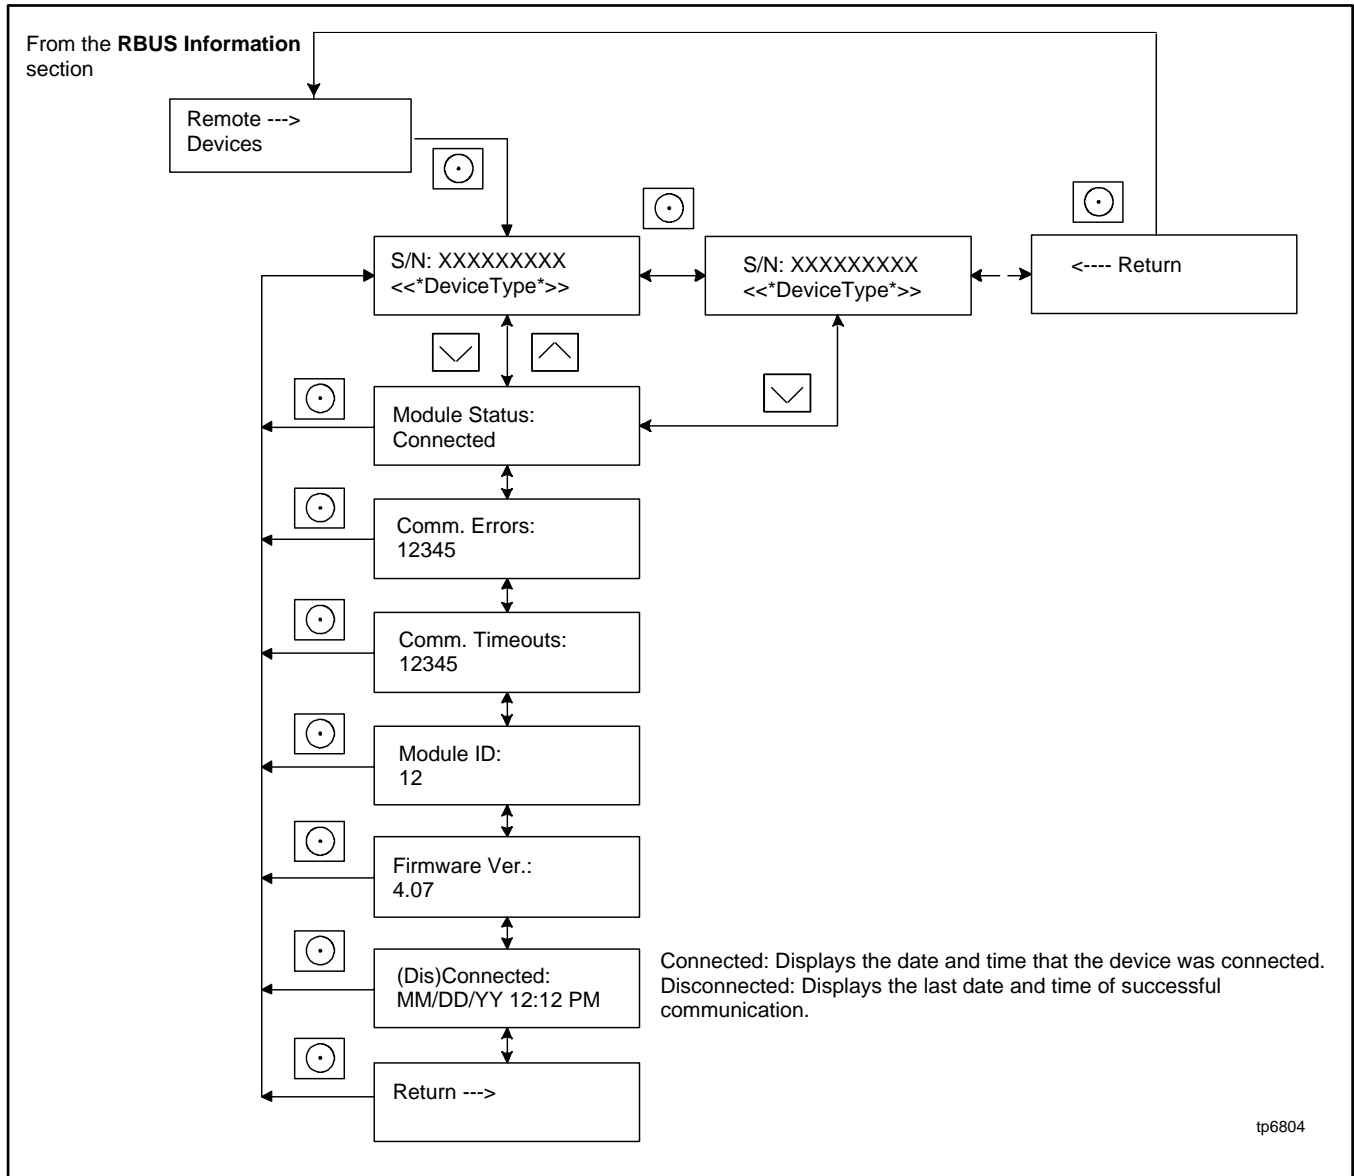 From the RBUS Information
section
Remote --->
Devices
S/N: XXXXXXXXX
<<*DeviceType*>>
S/N: XXXXXXXXX
<<*DeviceType*>>
<---- Return
Module Status:
Connected
Comm. Errors:
12345
Comm. Timeouts:
12345
Module ID:
12
Firmware Ver.:
4.07
(Dis)Connected:
MM/DD/YY 12:12 PM
Connected: Displays the date and time that the device was connected.
Disconnected: Displays the last date and time of successful
communication.
Return --->
tp6804